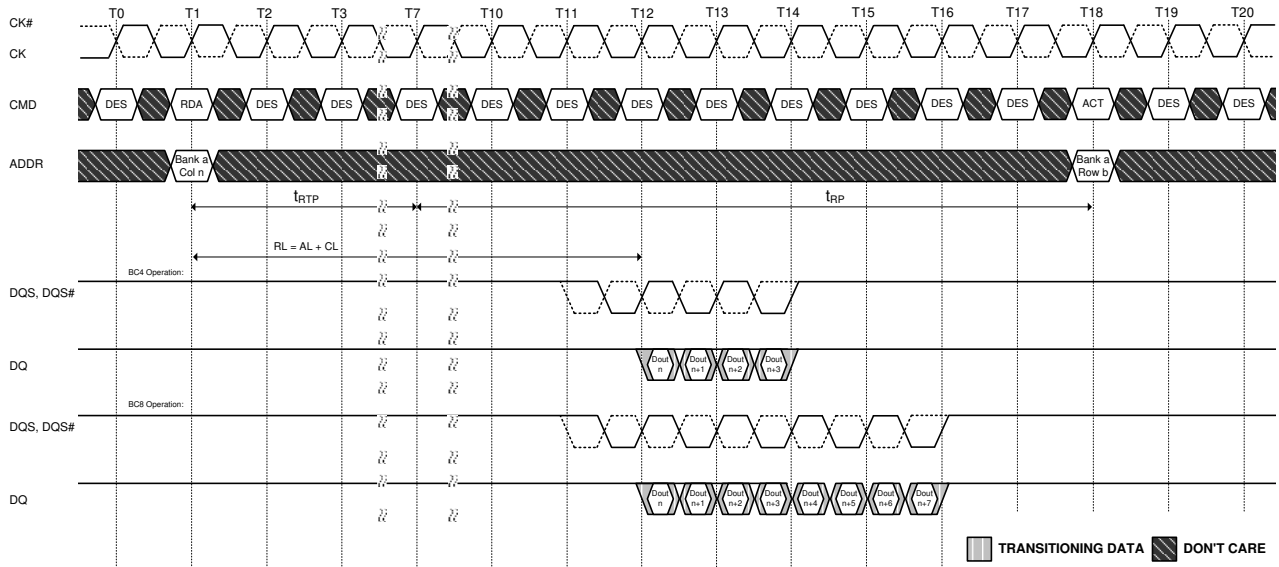 T0 T1 T2 T3 T7 T10 T11 T12 T13 T14 T15 T16 T17 T18 T19 T20
CK#
CK
CMD DES RDA DES DES DES DES DES DES DES DES DES DES DES ACT DES DES
ADDR
Bank a
Col n
Bank a
Row b
tRTP tRP
RL = AL + CL
BC4 Operation:
DQS, DQS#
DQ
Dout n
Dout n+1
Dout n+2
Dout n+3
BC8 Operation:
DQS, DQS#
DQ
Dout n
Dout n+1
Dout n+2
Dout n+3
Dout n+4
Dout n+5
Dout n+6
Dout n+7
TRANSITIONING DATA DON'T CARE